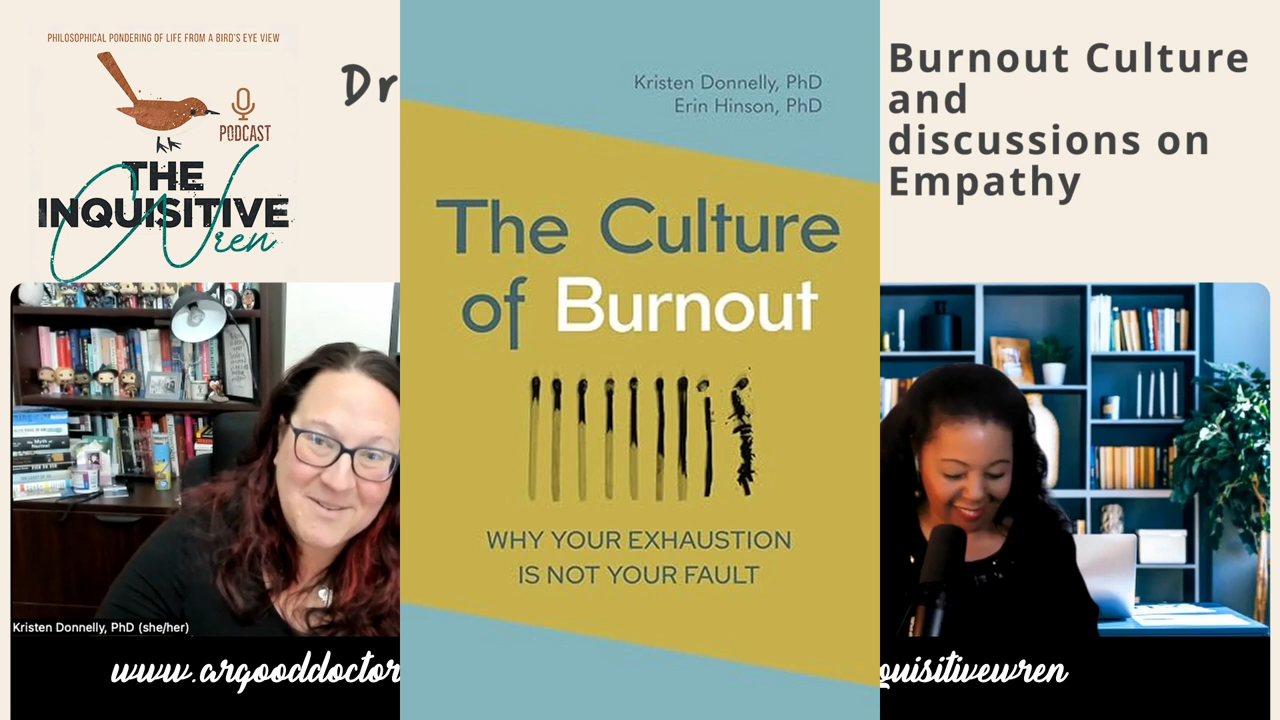 PHILOSOPHICAL PONDERING OF LIFE FROM A BIRD'S EYE VIEW
PODCAST
THE
INQUISITIVE
Wren
Dr
Kristen Donnelly, PhD
Erin Hinson, PhD
The Culture
of Burnout
WHY YOUR EXHAUSTION
IS NOT YOUR FAULT
Burnout Culture
and
discussions on
Empathy
Kristen Donnelly, PhD (she/her)
www.argooddoctor
quisitivewren